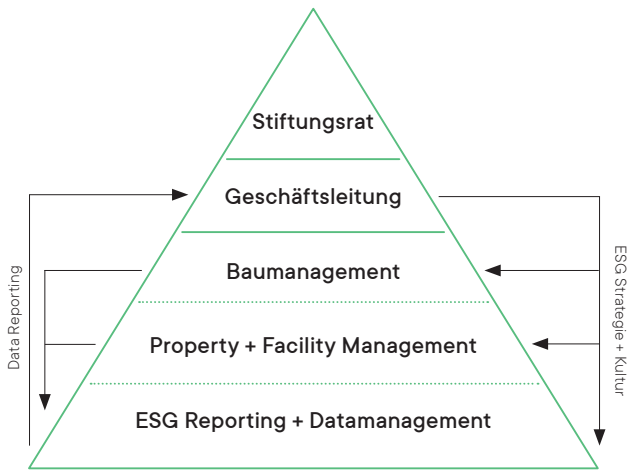 Stiftungsrat
Geschäftsleitung
Baumanagement
Property + Facility Management
ESG Reporting + Datamanagement
Data Reporting
ESG Strategie + Kultur